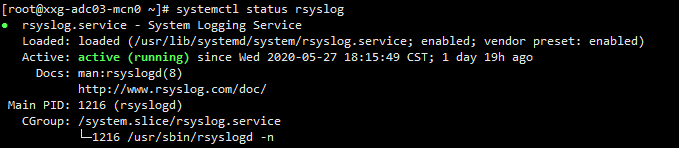 [root@xxg-adc03-mcn0 ~]# systemctl status rsyslog
● rsyslog.service - System Logging Service
   Loaded: loaded (/usr/lib/systemd/system/rsyslog.service; enabled; vendor preset: enabled)
   Active: active (running) since Wed 2020-05-27 18:15:49 CST; 1 day 19h ago
     Docs: man:rsyslogd(8)
           http://www.rsyslog.com/doc/
 Main PID: 1216 (rsyslogd)
   CGroup: /system.slice/rsyslog.service
           └─1216 /usr/sbin/rsyslogd -n